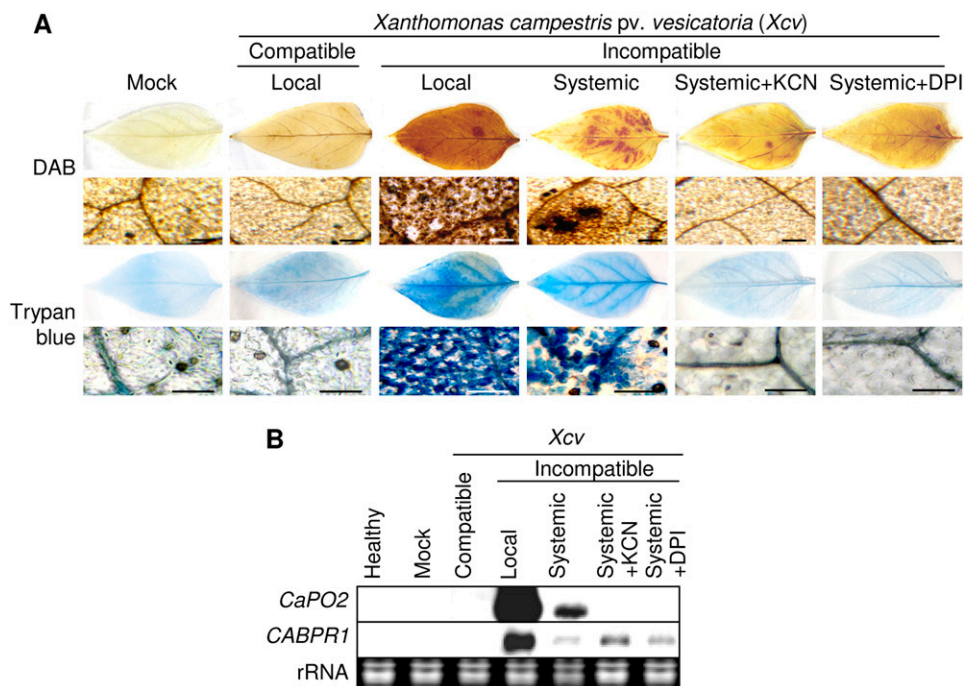 A
Xanthomonas campestris pv. vesicatoria (Xcv)
Compatible
Incompatible
Mock
Local
Local
Systemic
Systemic+KCN
Systemic+DPI
DAB
Trypan
blue
B
Xcv
Incompatible
Healthy
Mock
Compatible
Local
Systemic
Systemic
+KCN
Systemic
+DPI
CaPO2
CABPR1
rRNA